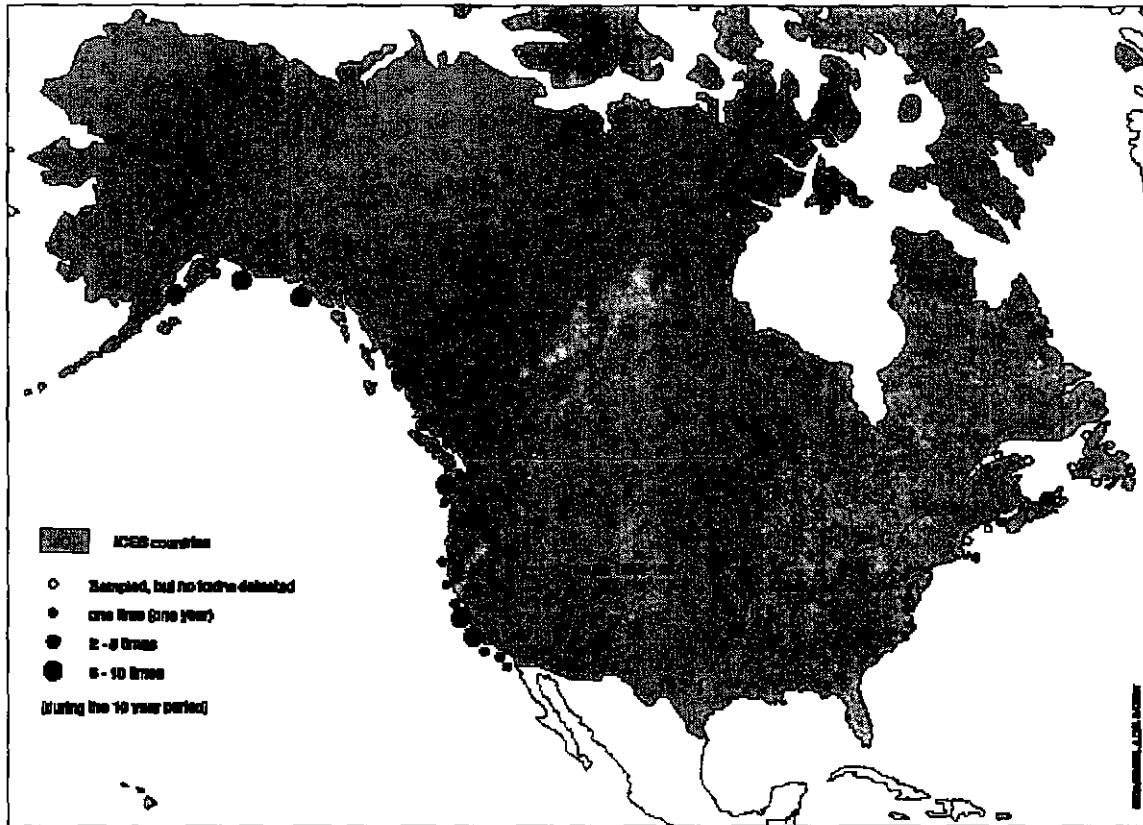 ICES countries
Sampled, but no toxins detected
one time (one year)
2 - 5 times
6 - 10 times
(during the 10 year period)